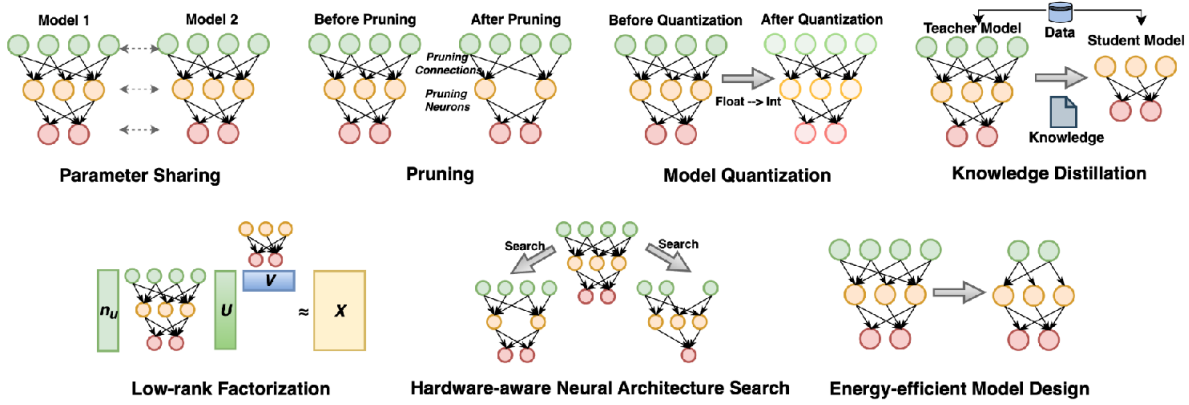 Model 1
Model 2
Parameter Sharing
Before Pruning
After Pruning
Pruning
Connections
Pruning
Neurons
Pruning
Before Quantization
After Quantization
Float --> Int
Model Quantization
Teacher Model
Data
Student Model
Knowledge
Knowledge Distillation
n_U
U
V
≈
X
Low-rank Factorization
Search
Search
Hardware-aware Neural Architecture Search
Energy-efficient Model Design